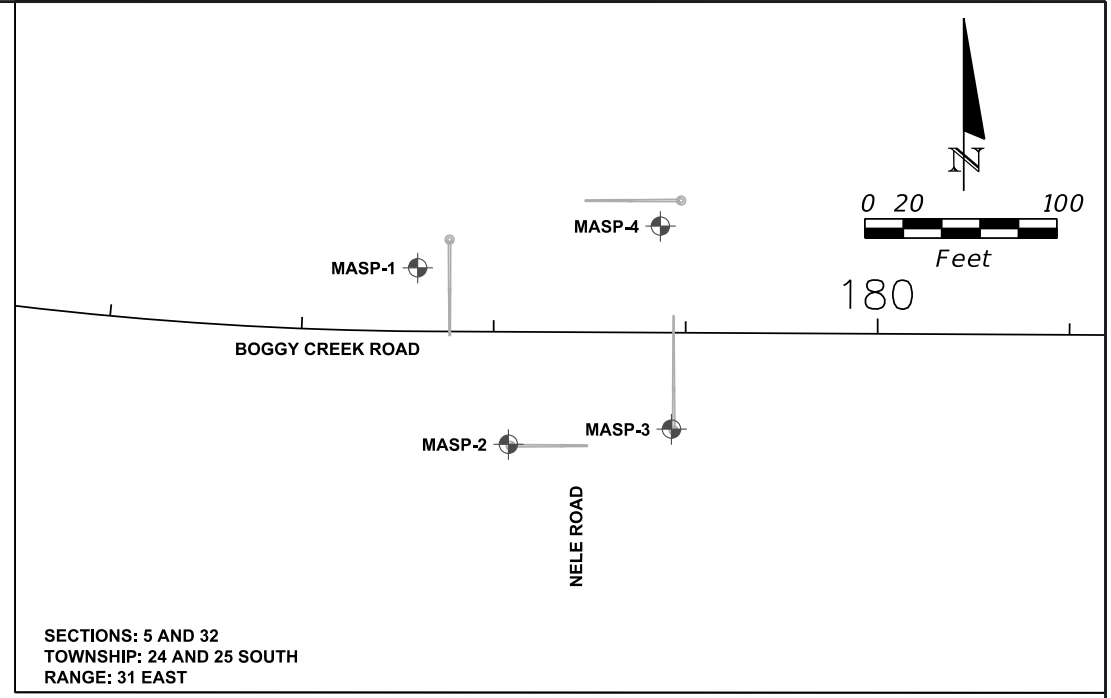 N
0 20 100
Feet
MASP-4
MASP-1
180
BOGGY CREEK ROAD
MASP-3
MASP-2
NELE ROAD
SECTIONS: 5 AND 32
TOWNSHIP: 24 AND 25 SOUTH
RANGE: 31 EAST